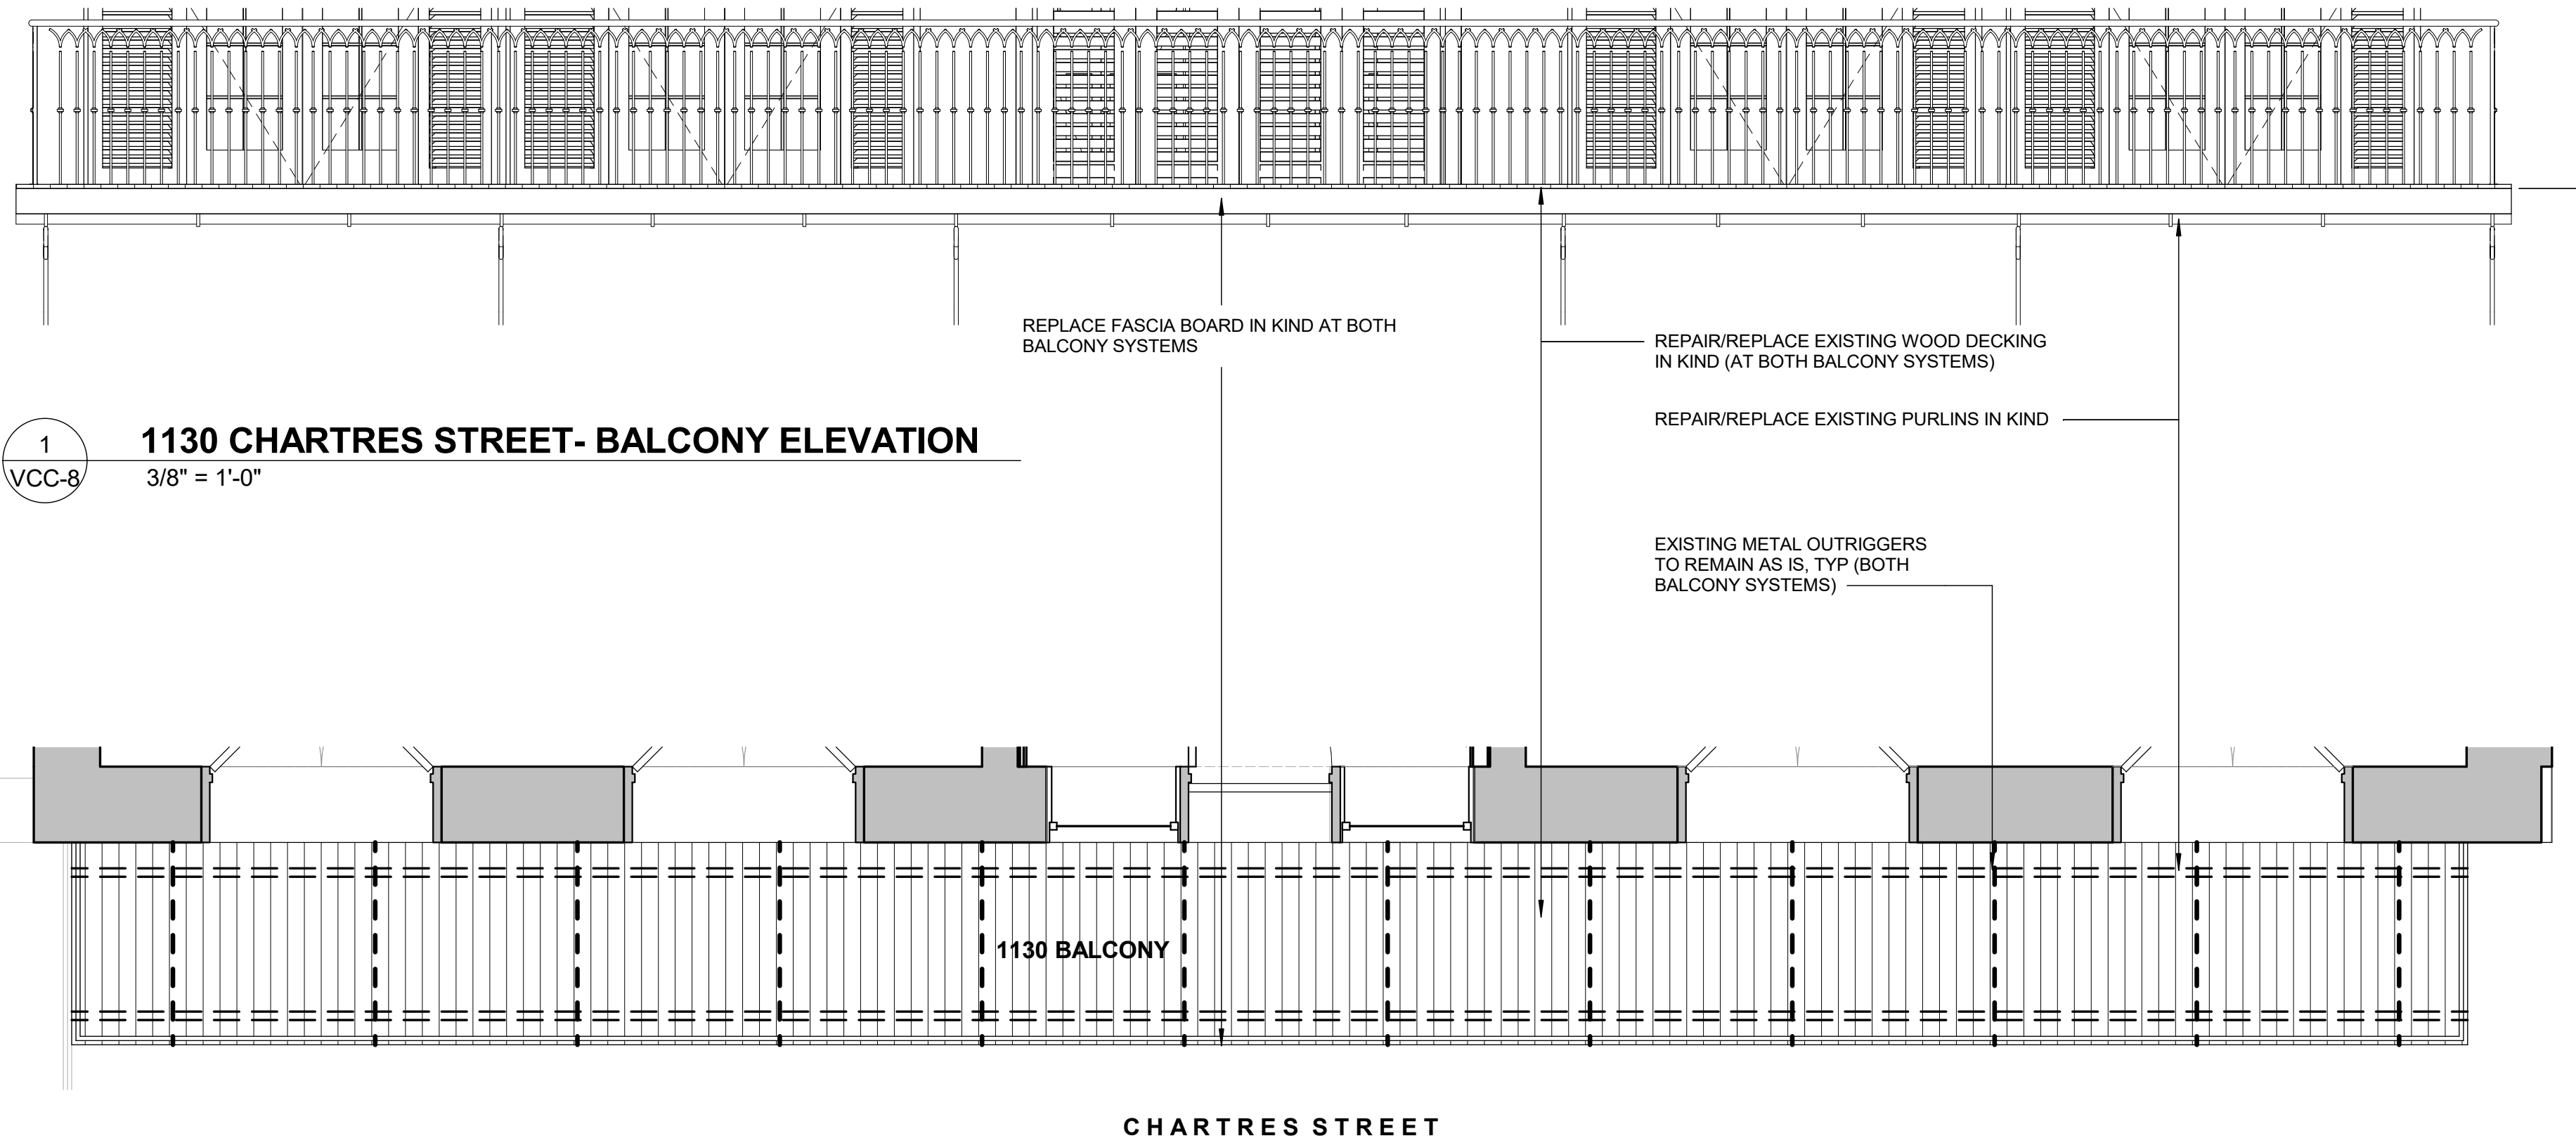 REPLACE FASCIA BOARD IN KIND AT BOTH
BALCONY SYSTEMS
REPAIR/REPLACE EXISTING WOOD DECKING
IN KIND (AT BOTH BALCONY SYSTEMS)
REPAIR/REPLACE EXISTING PURLINS IN KIND
1
VCC-8
1130 CHARTRES STREET- BALCONY ELEVATION
3/8" = 1'-0"
EXISTING METAL OUTRIGGERS
TO REMAIN AS IS, TYP (BOTH
BALCONY SYSTEMS)
1130 BALCONY
CHARTRES STREET